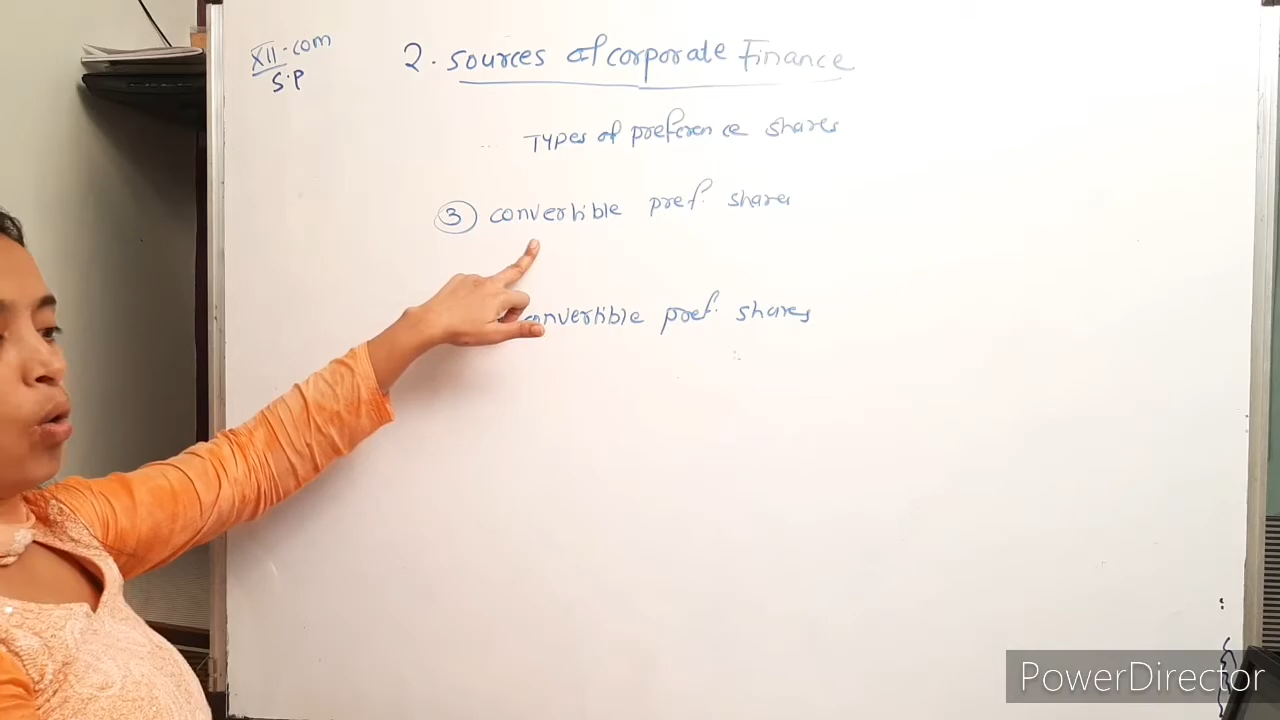 XII - com
S.P
2. Sources of corporate Finance
Types of preference shares
3 convertible pref. shares
convertible pref. shares
PowerDirector